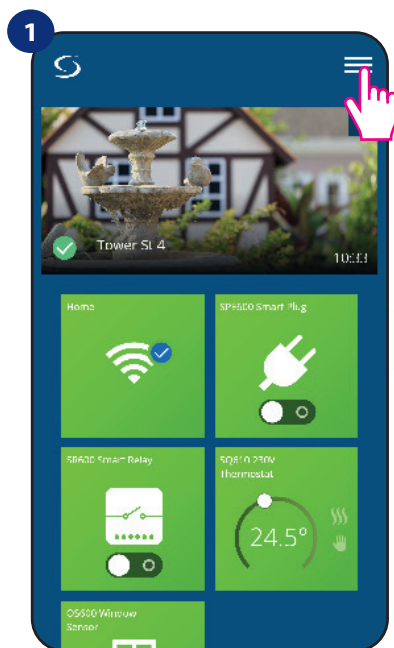 1
Tower St 4
10:33
Home
SPE600 Smart Plug
SR600 Smart Relay
SQ610 230V
Thermostat
24.5°
OS600 Window
Sensor